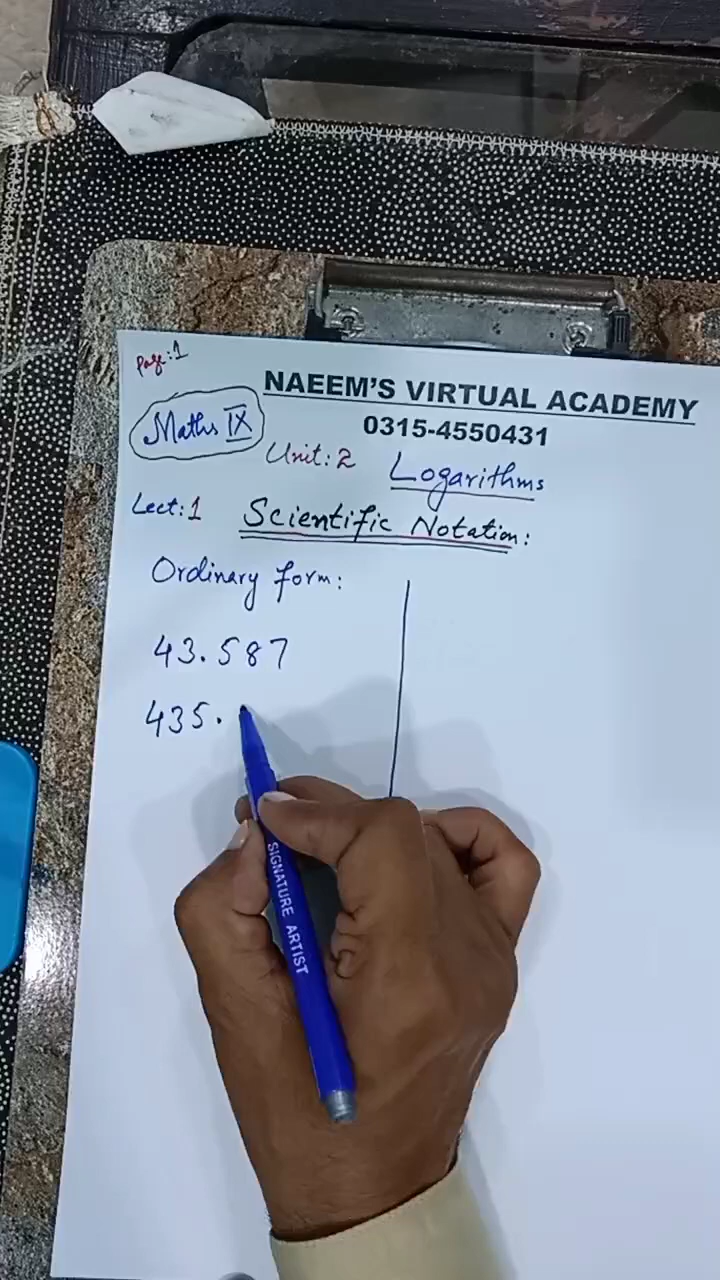 Page:1
NAEEM'S VIRTUAL ACADEMY
Maths IX
0315-4550431
Unit:2 Logarithms
Lect:1 Scientific Notation:
Ordinary form:
43.587
435.
SIGNATURE ARTIST